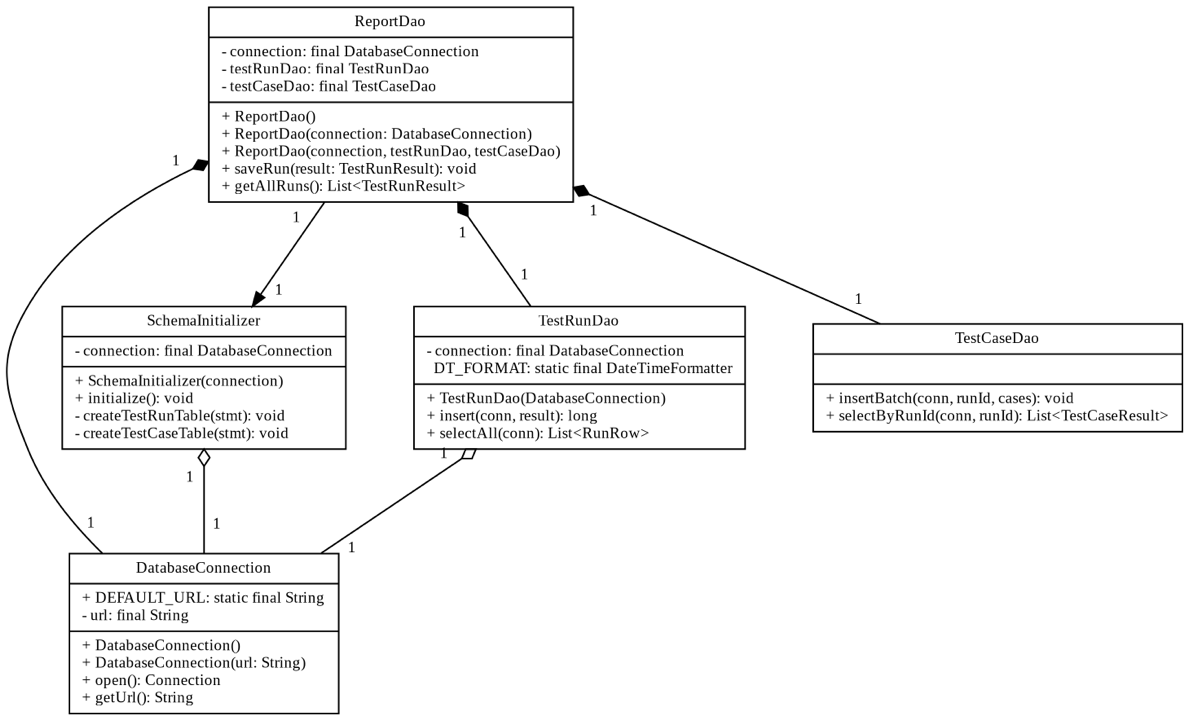 ReportDao
- connection: final DatabaseConnection
- testRunDao: final TestRunDao
- testCaseDao: final TestCaseDao
+ ReportDao()
+ ReportDao(connection: DatabaseConnection)
+ ReportDao(connection, testRunDao, testCaseDao)
+ saveRun(result: TestRunResult): void
+ getAllRuns(): List<TestRunResult>
1
1
1
1
1
1
1
SchemaInitializer
- connection: final DatabaseConnection
+ SchemaInitializer(connection)
+ initialize(): void
- createTestRunTable(stmt): void
- createTestCaseTable(stmt): void
TestRunDao
- connection: final DatabaseConnection
DT_FORMAT: static final DateTimeFormatter
+ TestRunDao(DatabaseConnection)
+ insert(conn, result): long
+ selectAll(conn): List<RunRow>
TestCaseDao
+ insertBatch(conn, runId, cases): void
+ selectByRunId(conn, runId): List<TestCaseResult>
1
1
1
1
1
DatabaseConnection
+ DEFAULT_URL: static final String
- url: final String
+ DatabaseConnection()
+ DatabaseConnection(url: String)
+ open(): Connection
+ getUrl(): String